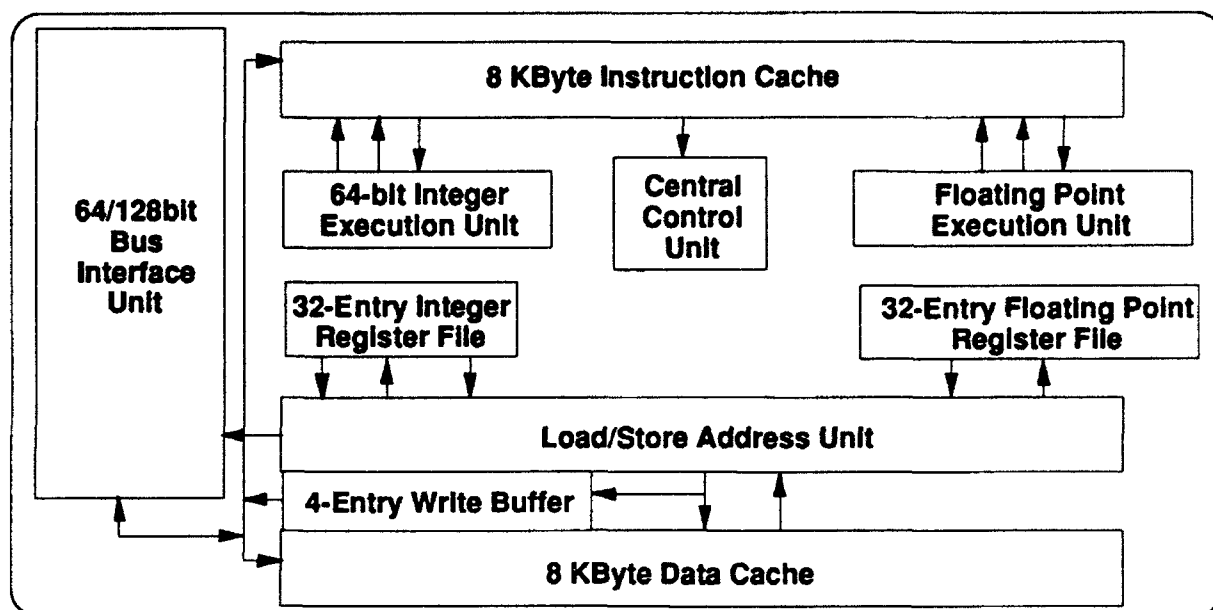 8 KByte Instruction Cache
64/128bit
Bus
Interface
Unit
64-bit Integer
Execution Unit
Central
Control
Unit
Floating Point
Execution Unit
32-Entry Integer
Register File
32-Entry Floating Point
Register File
Load/Store Address Unit
4-Entry Write Buffer
8 KByte Data Cache